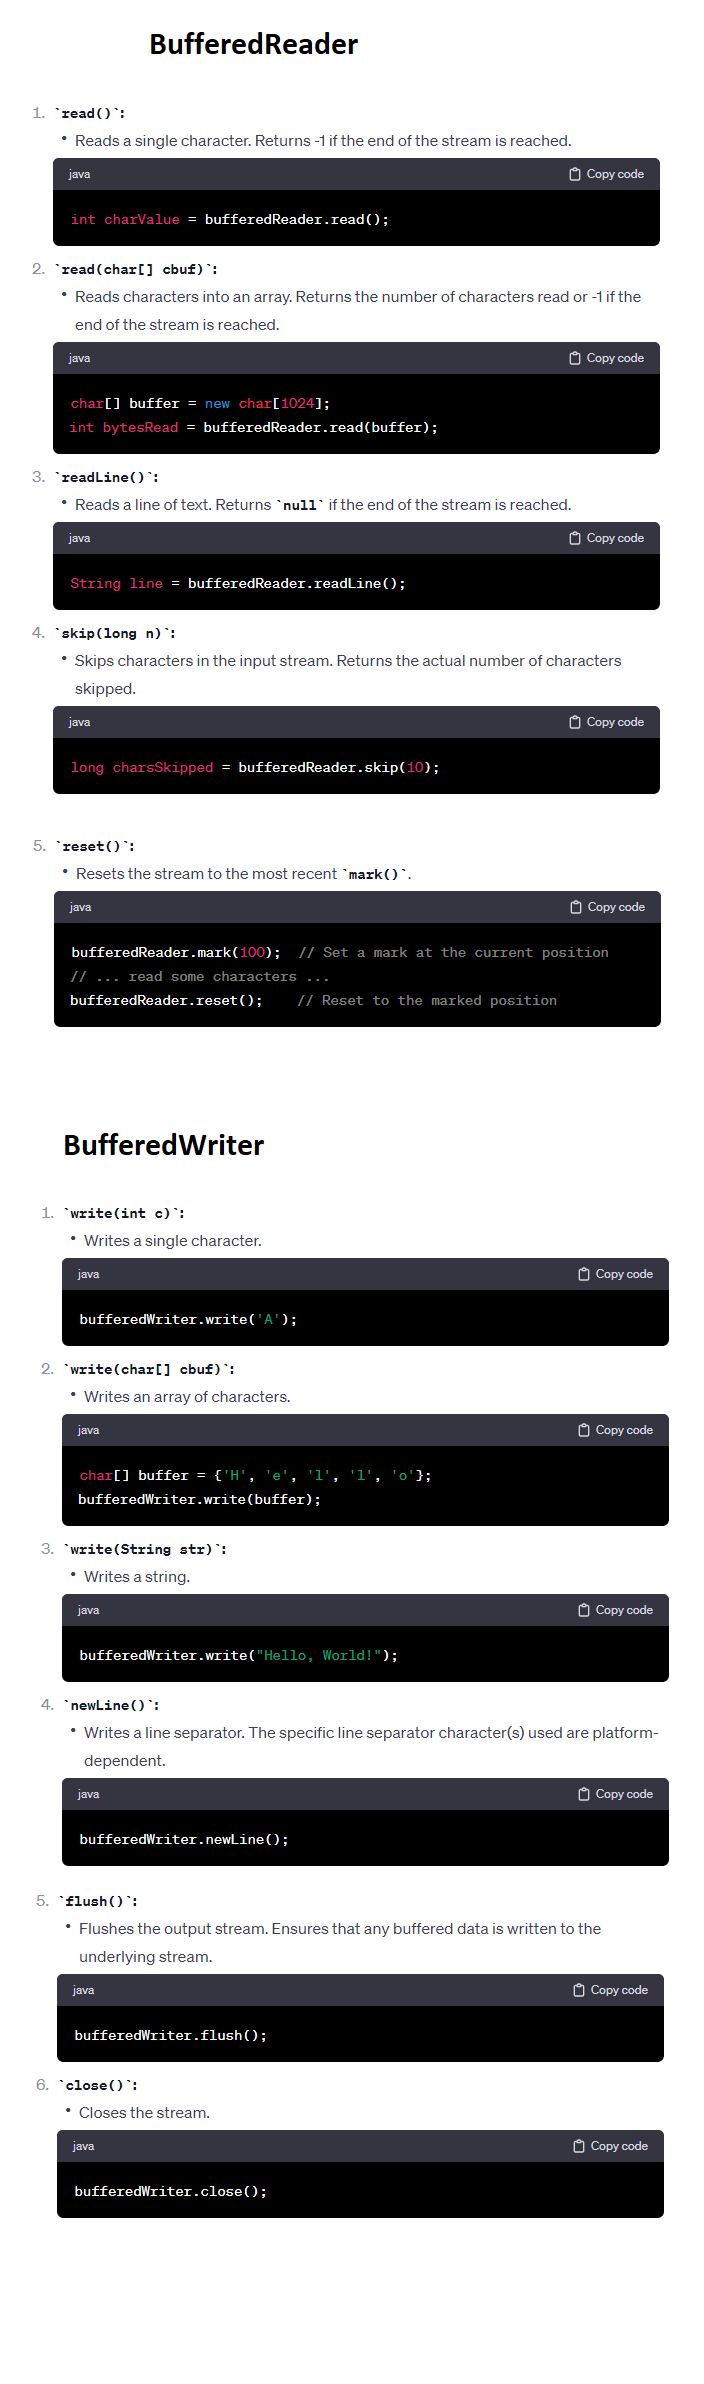 BufferedReader
1. `read()`:
• Reads a single character. Returns -1 if the end of the stream is reached.
java Copy code
int charValue = bufferedReader.read();
2. `read(char[] cbuf)`:
• Reads characters into an array. Returns the number of characters read or -1 if the
end of the stream is reached.
java Copy code
char[] buffer = new char[1024];
int bytesRead = bufferedReader.read(buffer);
3. `readLine()`:
• Reads a line of text. Returns `null` if the end of the stream is reached.
java Copy code
String line = bufferedReader.readLine();
4. `skip(long n)`:
• Skips characters in the input stream. Returns the actual number of characters
skipped.
java Copy code
long charsSkipped = bufferedReader.skip(10);
5. `reset()`:
• Resets the stream to the most recent `mark()`.
java Copy code
bufferedReader.mark(100);  // Set a mark at the current position
// ... read some characters ...
bufferedReader.reset();    // Reset to the marked position
BufferedWriter
1. `write(int c)`:
• Writes a single character.
java Copy code
bufferedWriter.write('A');
2. `write(char[] cbuf)`:
• Writes an array of characters.
java Copy code
char[] buffer = {'H', 'e', 'l', 'l', 'o'};
bufferedWriter.write(buffer);
3. `write(String str)`:
• Writes a string.
java Copy code
bufferedWriter.write("Hello, World!");
4. `newLine()`:
• Writes a line separator. The specific line separator character(s) used are platform-
dependent.
java Copy code
bufferedWriter.newLine();
5. `flush()`:
• Flushes the output stream. Ensures that any buffered data is written to the
underlying stream.
java Copy code
bufferedWriter.flush();
6. `close()`:
• Closes the stream.
java Copy code
bufferedWriter.close();